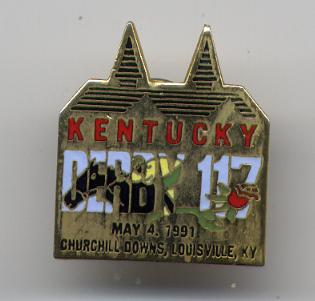 KENTUCKY
DERBY 117
MAY 4, 1991
CHURCHILL DOWNS, LOUISVILLE, KY